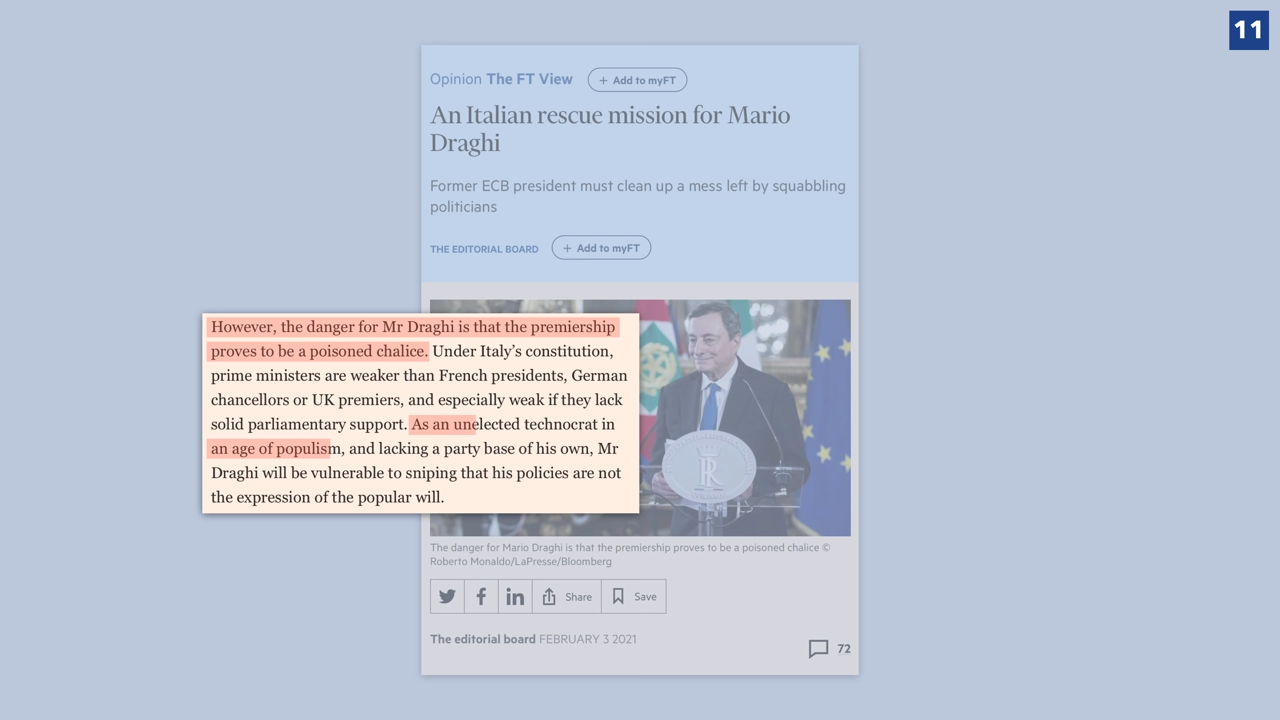 11
Opinion The FT View
+ Add to myFT
An Italian rescue mission for Mario
Draghi
Former ECB president must clean up a mess left by squabbling
politicians
THE EDITORIAL BOARD
+ Add to myFT
However, the danger for Mr Draghi is that the premiership
proves to be a poisoned chalice. Under Italy’s constitution,
prime ministers are weaker than French presidents, German
chancellors or UK premiers, and especially weak if they lack
solid parliamentary support. As an unelected technocrat in
an age of populism, and lacking a party base of his own, Mr
Draghi will be vulnerable to sniping that his policies are not
the expression of the popular will.
The danger for Mario Draghi is that the premiership proves to be a poisoned chalice ©
Roberto Monaldo/LaPresse/Bloomberg
Share
Save
The editorial board FEBRUARY 3 2021
72